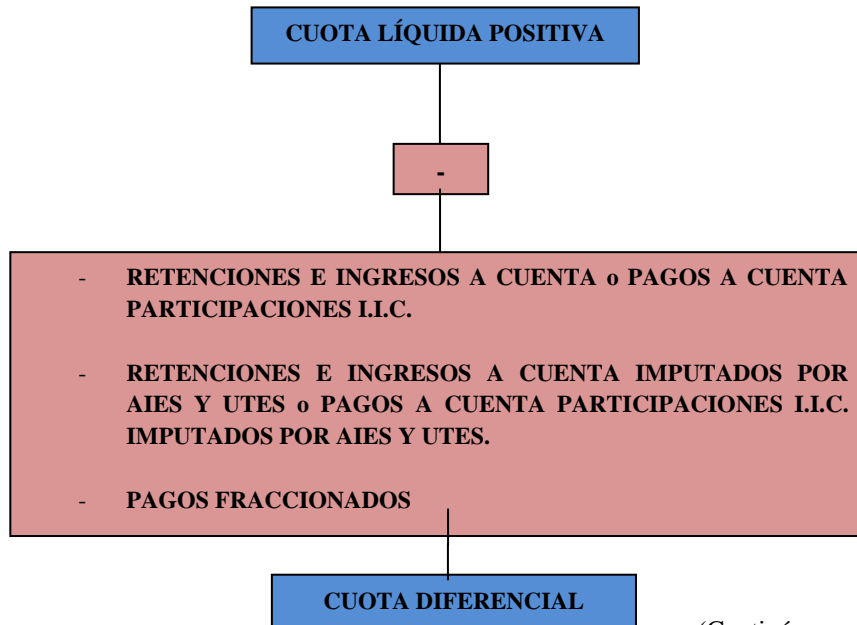 CUOTA LÍQUIDA POSITIVA
-
- RETENCIONES E INGRESOS A CUENTA o PAGOS A CUENTA
PARTICIPACIONES I.I.C.
- RETENCIONES E INGRESOS A CUENTA IMPUTADOS POR
AIES Y UTES o PAGOS A CUENTA PARTICIPACIONES I.I.C.
IMPUTADOS POR AIES Y UTES.
- PAGOS FRACCIONADOS
CUOTA DIFERENCIAL